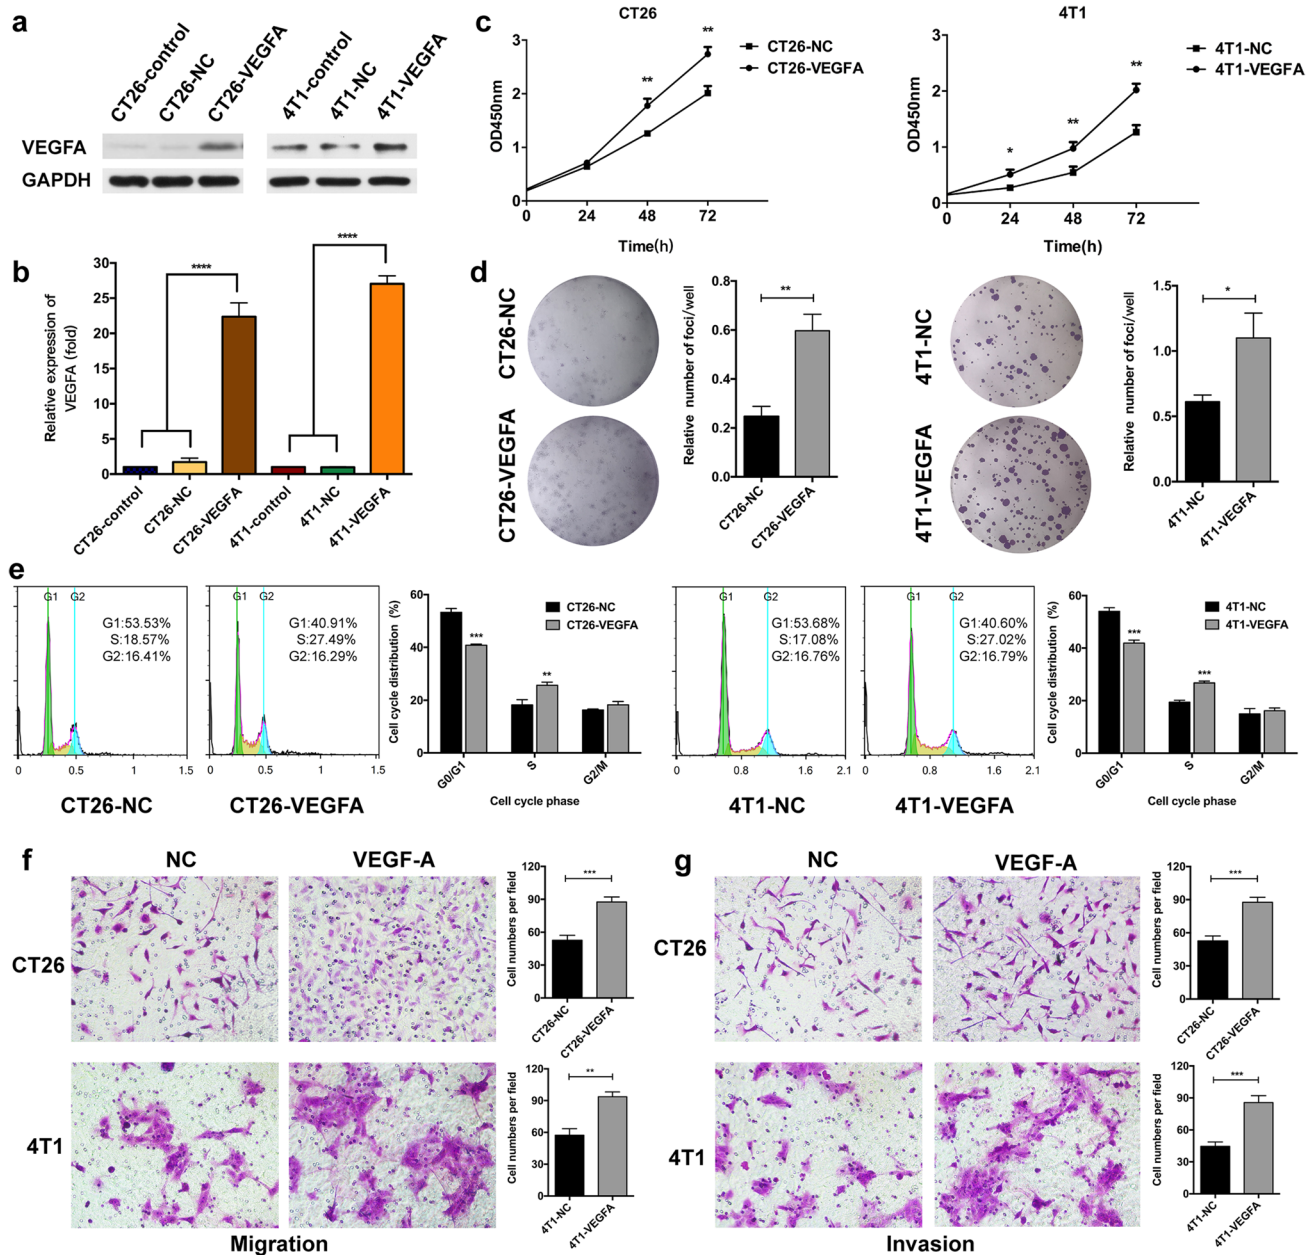 a
CT26-control
CT26-NC
CT26-VEGFA
4T1-control
4T1-NC
4T1-VEGFA
VEGFA
GAPDH
b
Relative expression of
VEGFA (fold)
30
25
20
15
10
5
0
****
****
CT26-control
CT26-NC
CT26-VEGFA
4T1-control
4T1-NC
4T1-VEGFA
c
CT26
OD450nm
3
2
1
0
0 24 48 72
Time(h)
**
**
CT26-NC
CT26-VEGFA
4T1
OD450nm
3
2
1
0
0 24 48 72
Time(h)
*
**
**
4T1-NC
4T1-VEGFA
d
CT26-NC
CT26-VEGFA
Relative number of foci/well
0.8
0.6
0.4
0.2
0.0
**
CT26-NC
CT26-VEGFA
4T1-NC
4T1-VEGFA
Relative number of foci/well
1.5
1.0
0.5
0.0
*
4T1-NC
4T1-VEGFA
e
G1 G2
G1:53.53%
S:18.57%
G2:16.41%
0 0.5 1.5
CT26-NC
G1 G2
G1:40.91%
S:27.49%
G2:16.29%
0 0.5 1 1.5
CT26-VEGFA
Cell cycle distribution (%)
60
40
20
0
***
**
CT26-NC
CT26-VEGFA
G0/G1
S
G2/M
Cell cycle phase
G1 G2
G1:53.68%
S:17.08%
G2:16.76%
0 0.8 1.6 2.1
4T1-NC
G1 G2
G1:40.60%
S:27.02%
G2:16.79%
0 0.8 1.6 2.1
4T1-VEGFA
Cell cycle distribution (%)
60
40
20
0
***
***
4T1-NC
4T1-VEGFA
G0/G1
S
G2/M
Cell cycle phase
f
NC
VEGF-A
CT26
Cell numbers per field
120
90
60
30
0
***
CT26-NC
CT26-VEGFA
4T1
Cell numbers per field
120
90
60
30
0
**
4T1-NC
4T1-VEGFA
Migration
g
NC
VEGF-A
CT26
Cell numbers per field
120
90
60
30
0
***
CT26-NC
CT26-VEGFA
4T1
Cell numbers per field
120
90
60
30
0
***
4T1-NC
4T1-VEGFA
Invasion